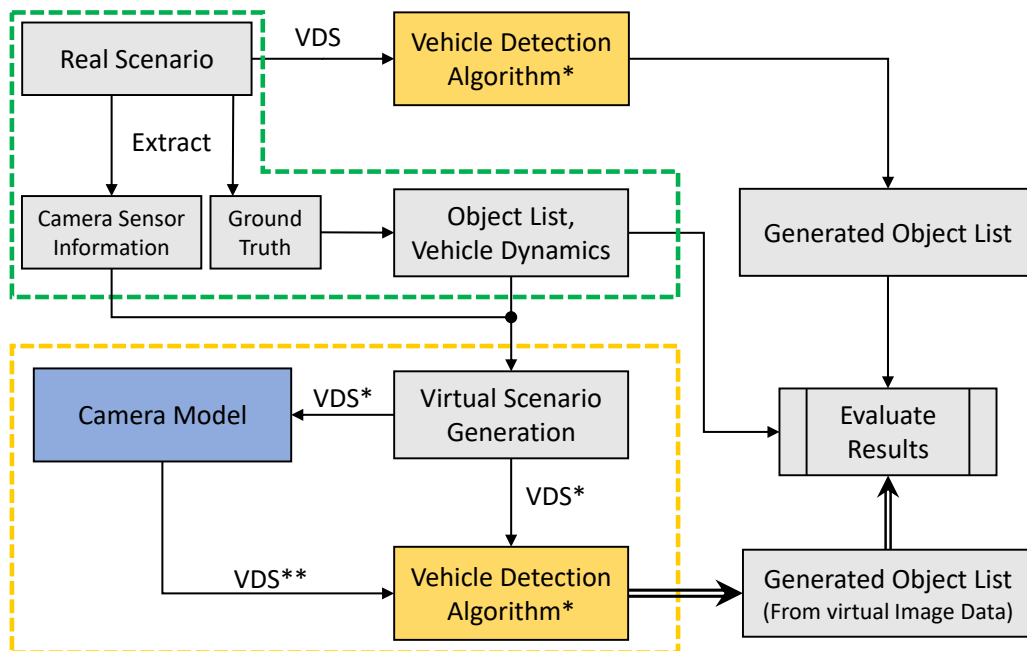 Real Scenario
VDS
Vehicle Detection
Algorithm*
Extract
Camera Sensor
Information
Ground
Truth
Object List,
Vehicle Dynamics
Generated Object List
Camera Model
VDS*
Virtual Scenario
Generation
Evaluate
Results
VDS*
VDS**
Vehicle Detection
Algorithm*
Generated Object List
(From virtual Image Data)